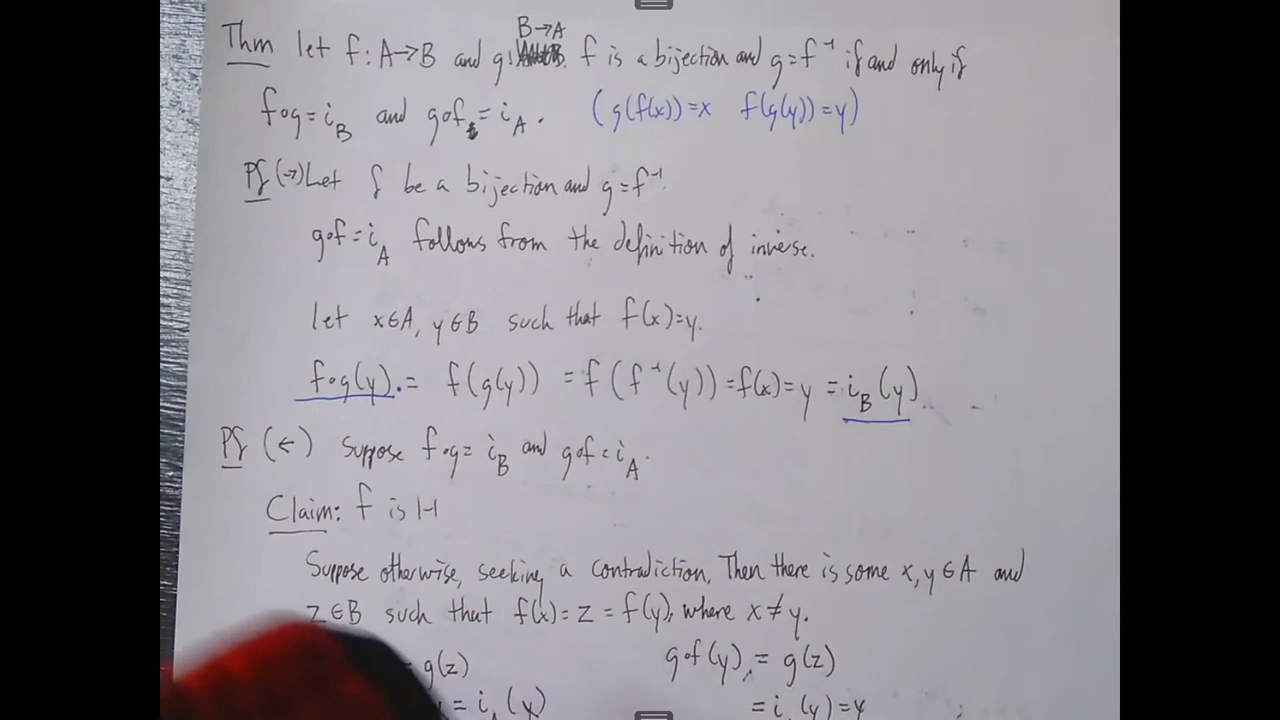 Thm let f: A→B and g: B→A f is a bijection and g=f⁻¹ if and only if
f∘g=i_B and g∘f=i_A. (g(f(x))=x f(g(y))=y)
Pf (→) Let f be a bijection and g=f⁻¹.
g∘f=i_A follows from the definition of inverse.
let x∈A, y∈B such that f(x)=y.
f∘g(y) = f(g(y)) = f(f⁻¹(y)) = f(x) = y = i_B(y).
Pf (←) Suppose f∘g=i_B and g∘f=i_A.
Claim: f is 1-1
Suppose otherwise, seeking a contradiction. Then there is some x,y∈A and
z∈B such that f(x)=z=f(y), where x≠y.
= g(z) g∘f(y) = g(z)
= i_A(x) = i_A(y)=y